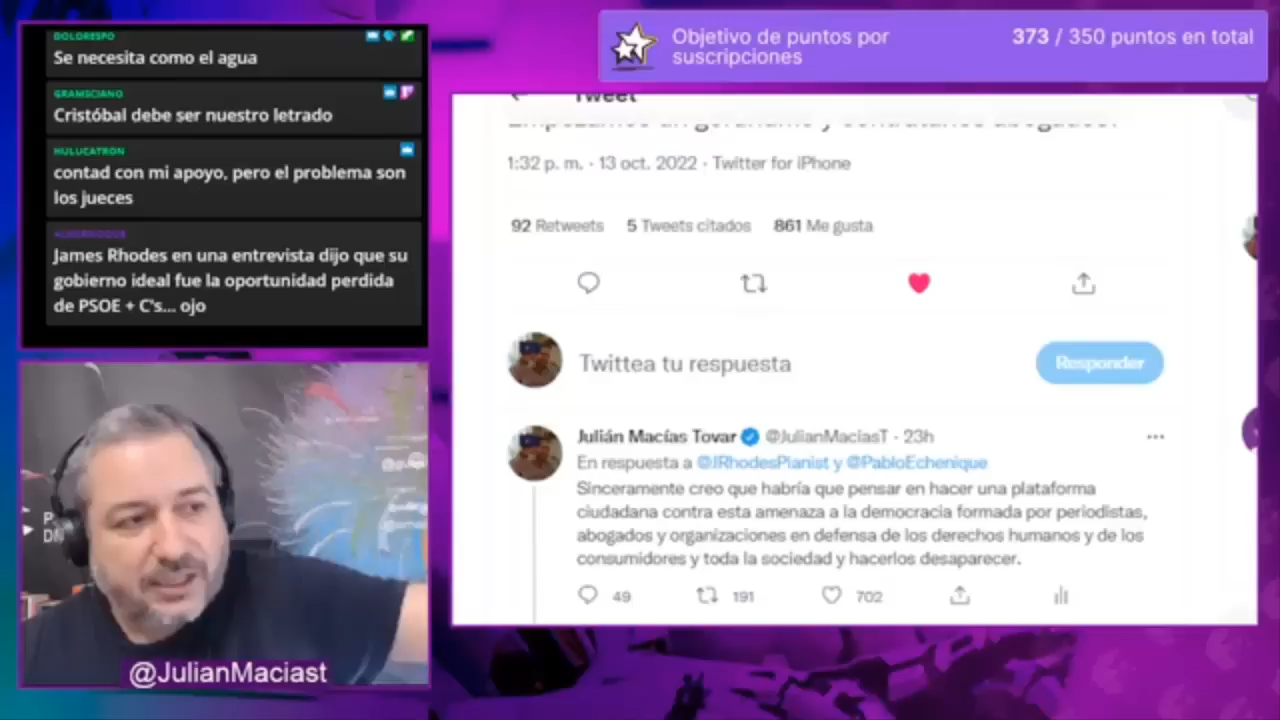 DOLORESPO
Se necesita como el agua
GRAMSCIANO
Cristóbal debe ser nuestro letrado
HULUCATRON
contad con mi apoyo, pero el problema son
los jueces
James Rhodes en una entrevista dijo que su
gobierno ideal fue la oportunidad perdida
de PSOE + C's... ojo
@JulianMaciast
Objetivo de puntos por
suscripciones
373 / 350 puntos en total
Tweet
1:32 p. m. · 13 oct. 2022 · Twitter for iPhone
92 Retweets 5 Tweets citados 861 Me gusta
Twittea tu respuesta
Responder
Julián Macías Tovar @JulianMaciasT · 23h
En respuesta a @JRhodesPianist y @PabloEchenique
Sinceramente creo que habría que pensar en hacer una plataforma
ciudadana contra esta amenaza a la democracia formada por periodistas,
abogados y organizaciones en defensa de los derechos humanos y de los
consumidores y toda la sociedad y hacerlos desaparecer.
49 191 702